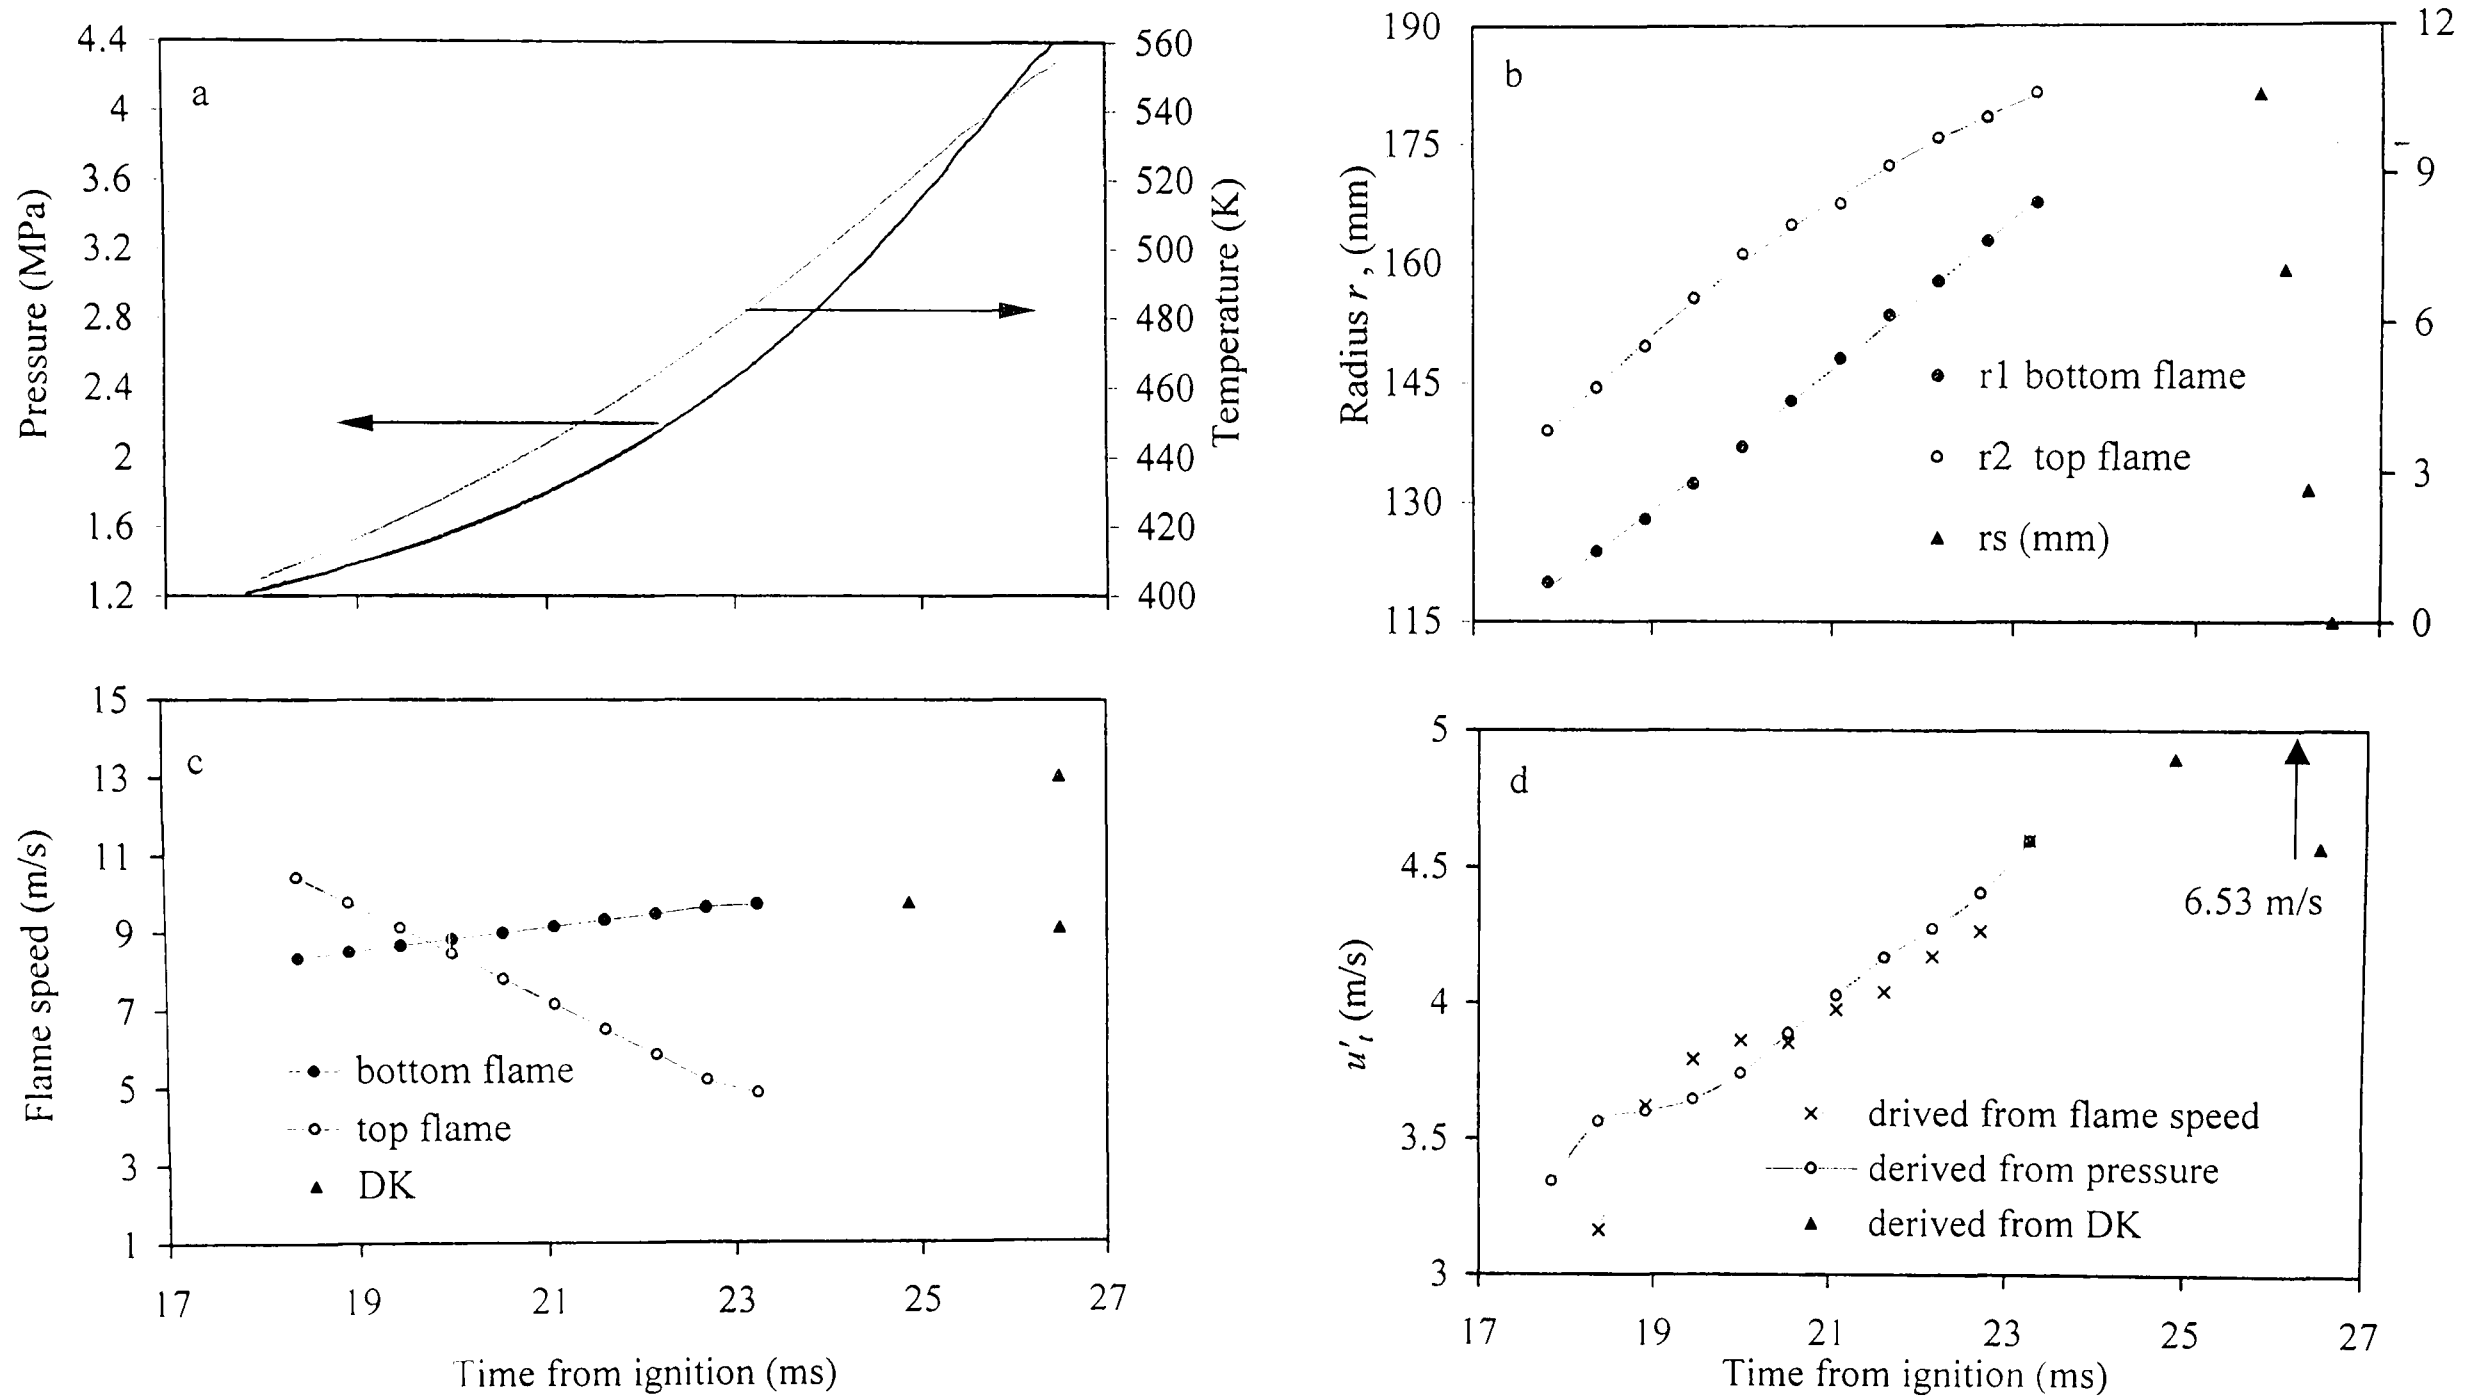 4.4
4
3.6
3.2
2.8
2.4
2
1.6
1.2
Pressure (MPa)
a
560
540
520
500
480
460
440
420
400
Temperature (K)
190
175
160
145
130
115
Radius r , (mm)
b
r1 bottom flame
r2 top flame
rs (mm)
12
9
6
3
0
15
13
11
9
7
5
3
1
Flame speed (m/s)
c
bottom flame
top flame
DK
17 19 21 23 25 27
Time from ignition (ms)
5
4.5
4
3.5
3
u't (m/s)
d
6.53 m/s
drived from flame speed
derived from pressure
derived from DK
17 19 21 23 25 27
Time from ignition (ms)